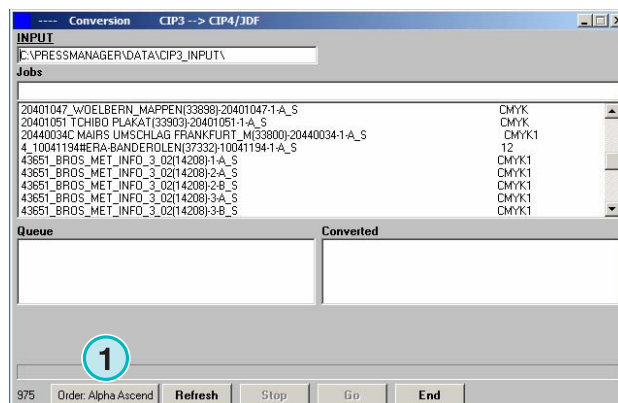 ---- Conversion CIP3 --> CIP4/JDF
INPUT
C:\PRESSMANAGER\DATA\CIP3_INPUT\
Jobs
20401047_WOELBERN_MAPPEN(33898)-20401047-1-A_S CMYK
20401051 TCHIBO PLAKAT(33903)-20401051-1-A_S CMYK
20440034C MAIRS UMSCHLAG FRANKFURT_M(33800)-20440034-1-A_S CMYK1
4_10041194#ERA-BANDEROLEN(37332)-10041194-1-A_S 12
43651_BROS_MET_INFO_3_02(14208)-1-A_S CMYK1
43651_BROS_MET_INFO_3_02(14208)-2-A_S CMYK1
43651_BROS_MET_INFO_3_02(14208)-2-B_S CMYK1
43651_BROS_MET_INFO_3_02(14208)-3-A_S CMYK1
43651_BROS_MET_INFO_3_02(14208)-3-B_S CMYK1
Queue Converted
1
975 Order: Alpha Ascend Refresh Stop Go End